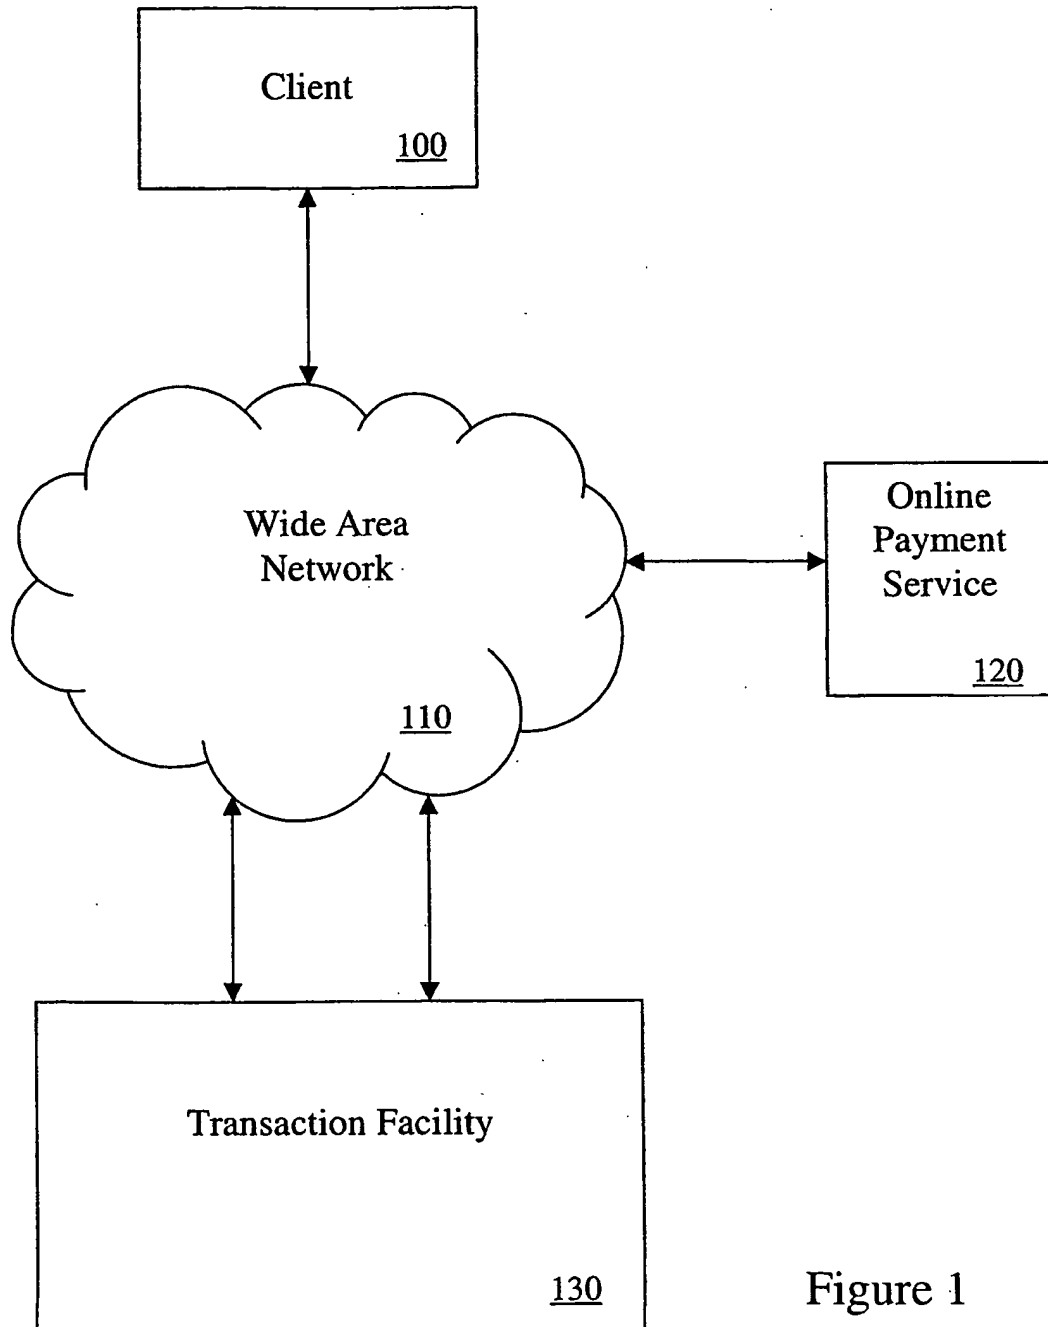 Client
100
Wide Area
Network
110
Online
Payment
Service
120
Transaction Facility
130
Figure 1